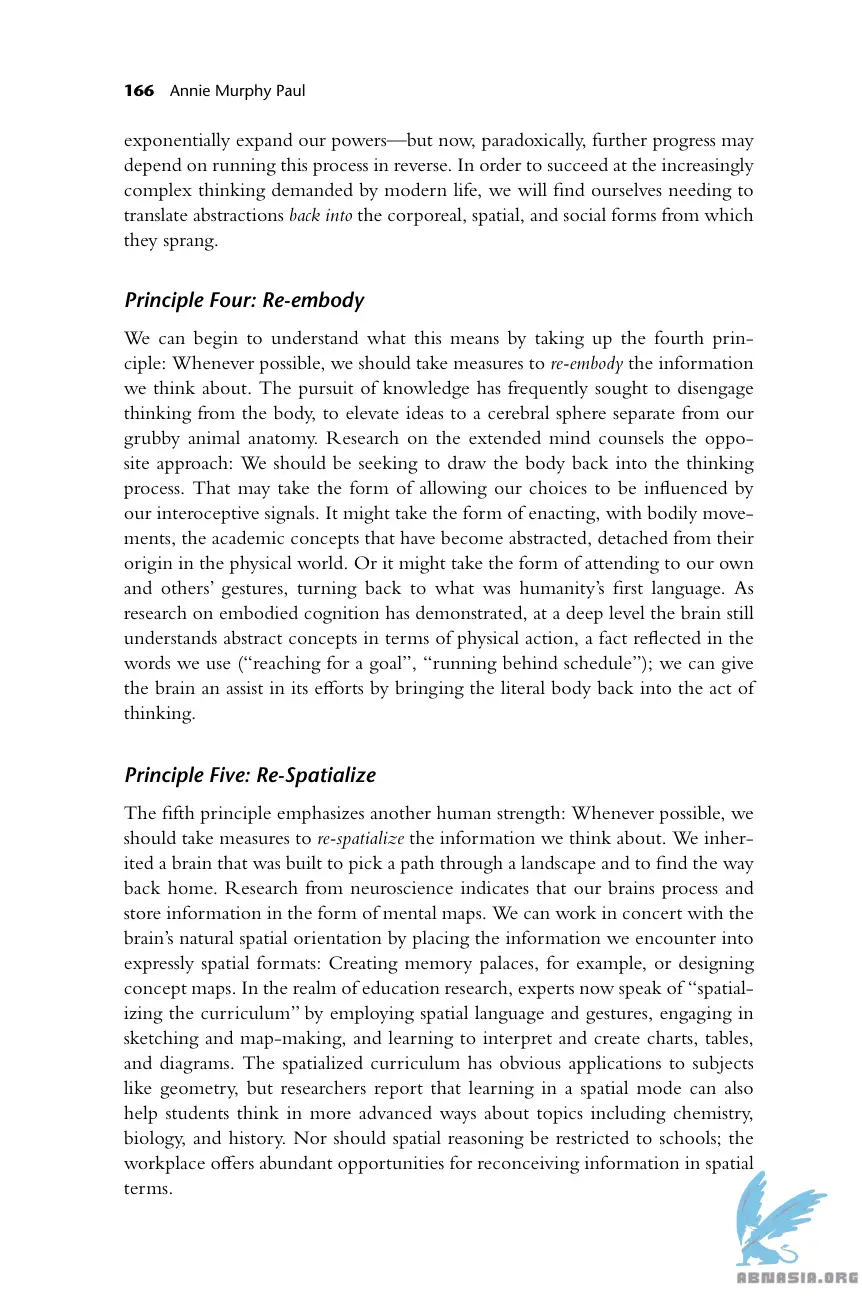 166 Annie Murphy Paul
exponentially expand our powers—but now, paradoxically, further progress may
depend on running this process in reverse. In order to succeed at the increasingly
complex thinking demanded by modern life, we will find ourselves needing to
translate abstractions back into the corporeal, spatial, and social forms from which
they sprang.
Principle Four: Re-embody
We can begin to understand what this means by taking up the fourth prin-
ciple: Whenever possible, we should take measures to re-embody the information
we think about. The pursuit of knowledge has frequently sought to disengage
thinking from the body, to elevate ideas to a cerebral sphere separate from our
grubby animal anatomy. Research on the extended mind counsels the oppo-
site approach: We should be seeking to draw the body back into the thinking
process. That may take the form of allowing our choices to be influenced by
our interoceptive signals. It might take the form of enacting, with bodily move-
ments, the academic concepts that have become abstracted, detached from their
origin in the physical world. Or it might take the form of attending to our own
and others’ gestures, turning back to what was humanity’s first language. As
research on embodied cognition has demonstrated, at a deep level the brain still
understands abstract concepts in terms of physical action, a fact reflected in the
words we use (“reaching for a goal”, “running behind schedule”); we can give
the brain an assist in its efforts by bringing the literal body back into the act of
thinking.
Principle Five: Re-Spatialize
The fifth principle emphasizes another human strength: Whenever possible, we
should take measures to re-spatialize the information we think about. We inher-
ited a brain that was built to pick a path through a landscape and to find the way
back home. Research from neuroscience indicates that our brains process and
store information in the form of mental maps. We can work in concert with the
brain’s natural spatial orientation by placing the information we encounter into
expressly spatial formats: Creating memory palaces, for example, or designing
concept maps. In the realm of education research, experts now speak of “spatial-
izing the curriculum” by employing spatial language and gestures, engaging in
sketching and map-making, and learning to interpret and create charts, tables,
and diagrams. The spatialized curriculum has obvious applications to subjects
like geometry, but researchers report that learning in a spatial mode can also
help students think in more advanced ways about topics including chemistry,
biology, and history. Nor should spatial reasoning be restricted to schools; the
workplace offers abundant opportunities for reconceiving information in spatial
terms.
ABNASIA.ORG